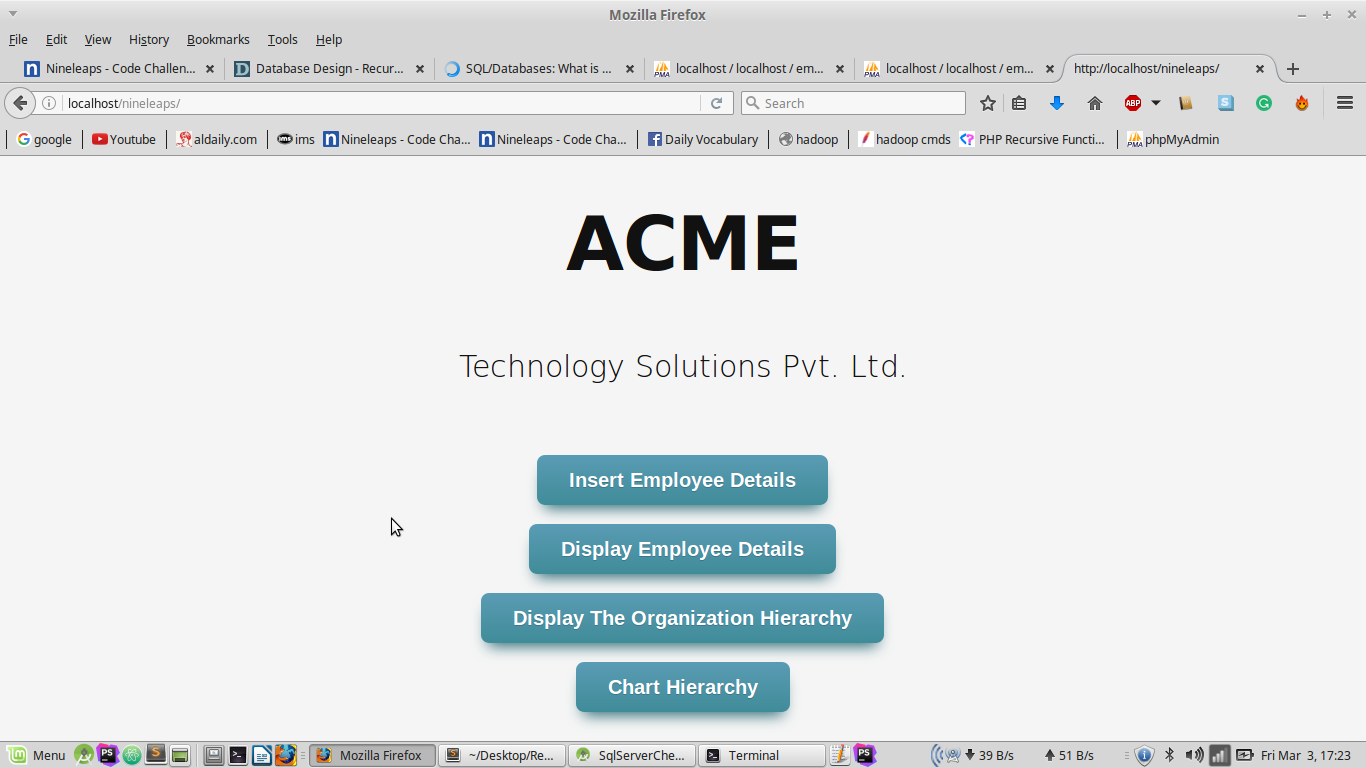 Mozilla Firefox
File Edit View History Bookmarks Tools Help
Nineleaps - Code Challen... Database Design - Recur... SQL/Databases: What is ... localhost / localhost / em... localhost / localhost / em... http://localhost/nineleaps/
localhost/nineleaps/ Search ABP
google Youtube aldaily.com ims Nineleaps - Code Cha... Nineleaps - Code Cha... Daily Vocabulary hadoop hadoop cmds PHP Recursive Functi... phpMyAdmin
ACME
Technology Solutions Pvt. Ltd.
Insert Employee Details
Display Employee Details
Display The Organization Hierarchy
Chart Hierarchy
Menu Mozilla Firefox ~/Desktop/Re... SqlServerChe... Terminal 39 B/s 51 B/s Fri Mar 3, 17:23